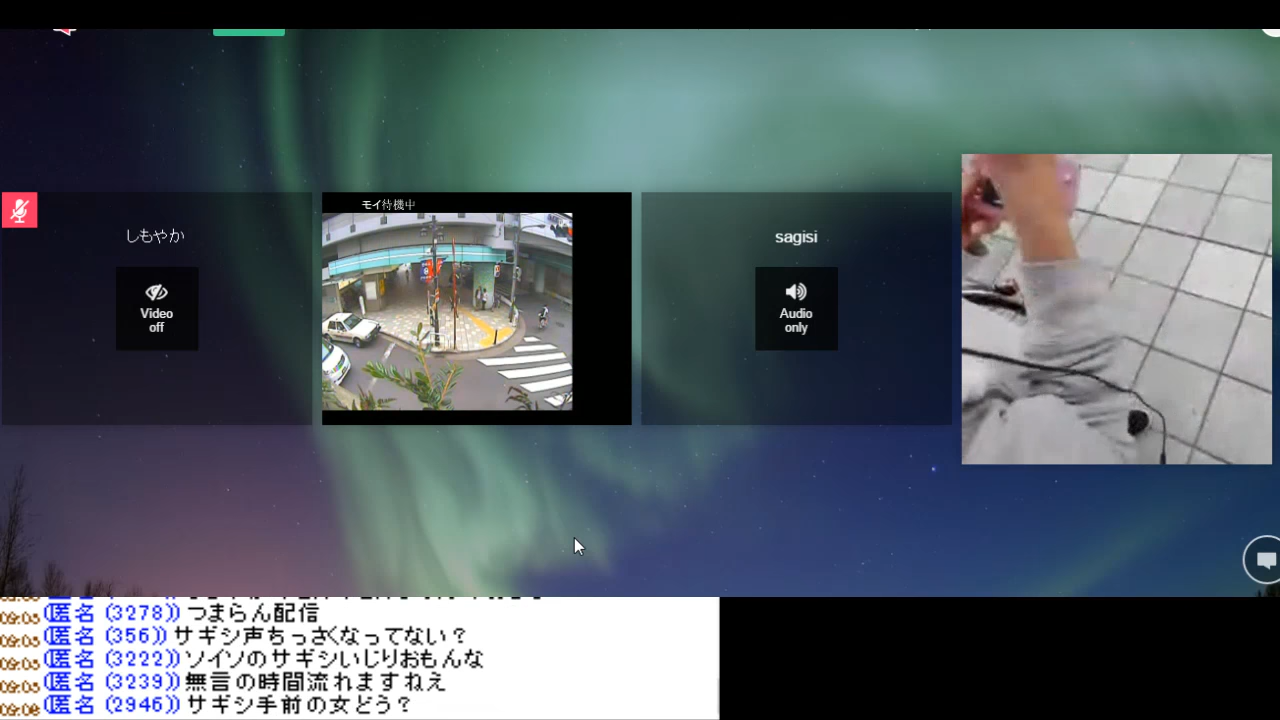 モイ待機中
しもやか
Video
off
sagisi
Audio
only
09:05 (匿名 (3278)) つまらん配信
09:05 (匿名 (356)) サギシ声ちっさくなってない？
09:05 (匿名 (3222)) ソイソのサギシいじりおもんな
09:05 (匿名 (3239)) 無言の時間流れますねえ
09:06 (匿名 (2946)) サギシ手前の女どう？